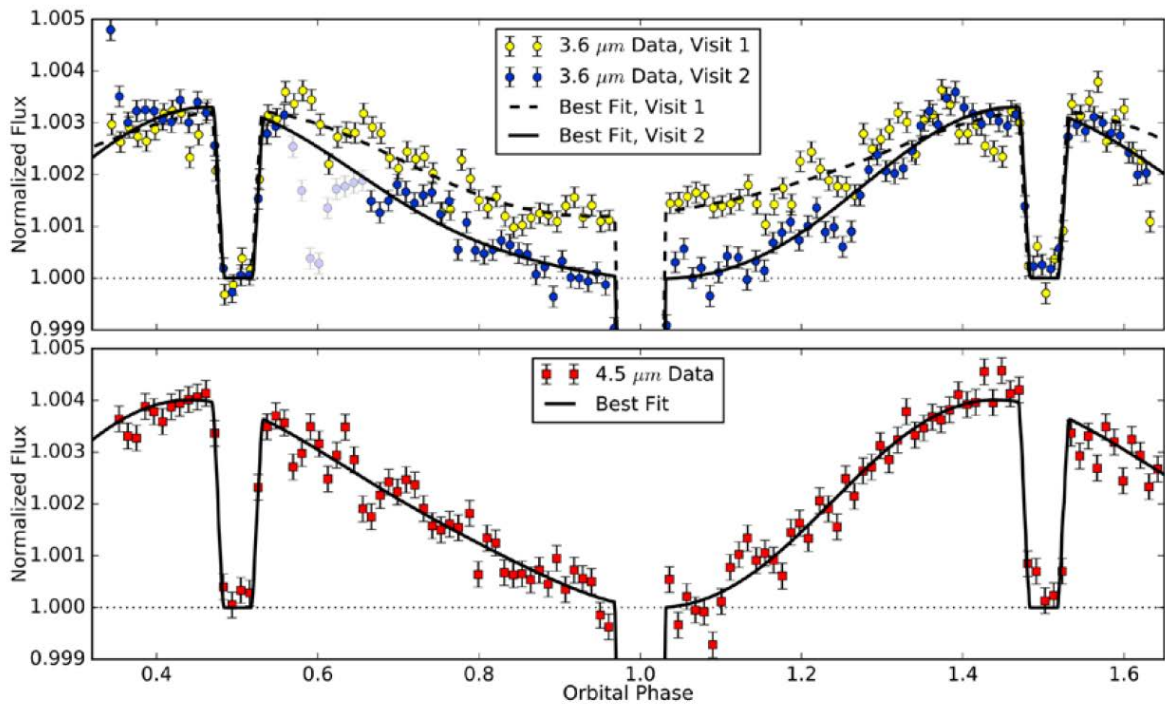 1.005
1.004
1.003
1.002
1.001
1.000
0.999
Normalized Flux
3.6 μm Data, Visit 1
3.6 μm Data, Visit 2
Best Fit, Visit 1
Best Fit, Visit 2
1.005
1.004
1.003
1.002
1.001
1.000
0.999
Normalized Flux
4.5 μm Data
Best Fit
0.4 0.6 0.8 1.0 1.2 1.4 1.6
Orbital Phase